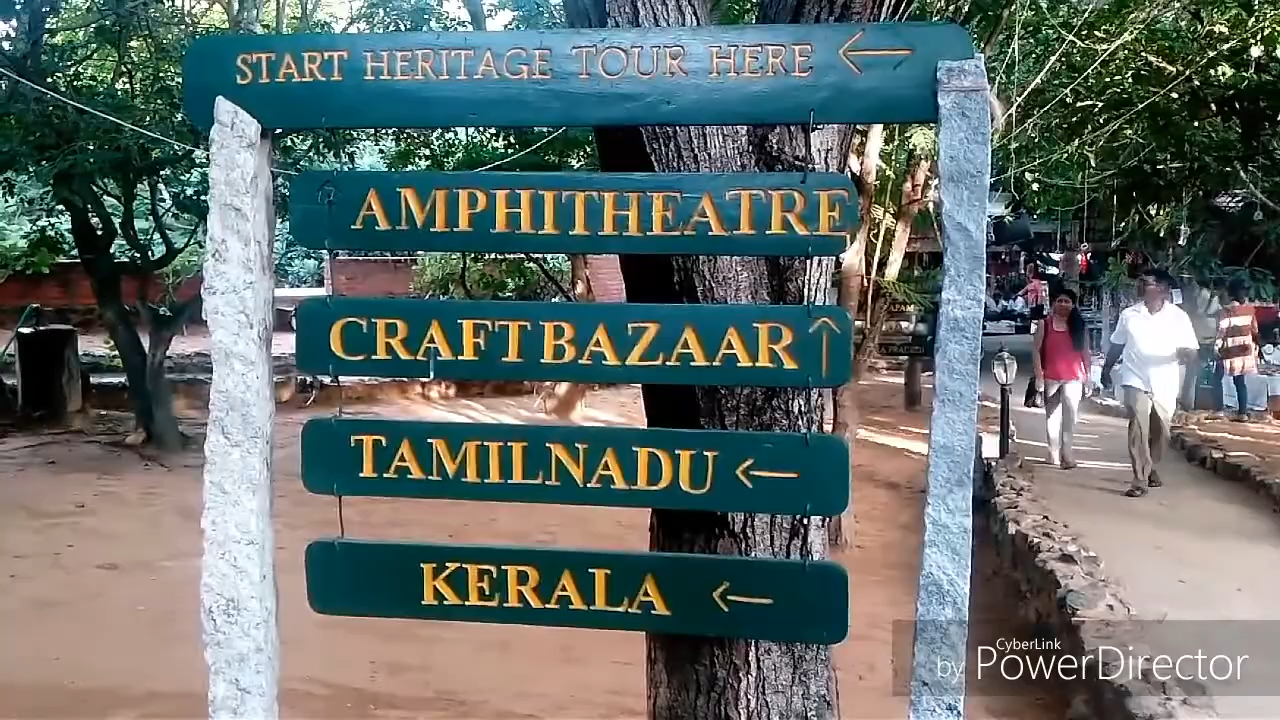 START HERITAGE TOUR HERE ←
AMPHITHEATRE
CRAFT BAZAAR ↑
TAMILNADU ←
KERALA ←
CyberLink
by PowerDirector